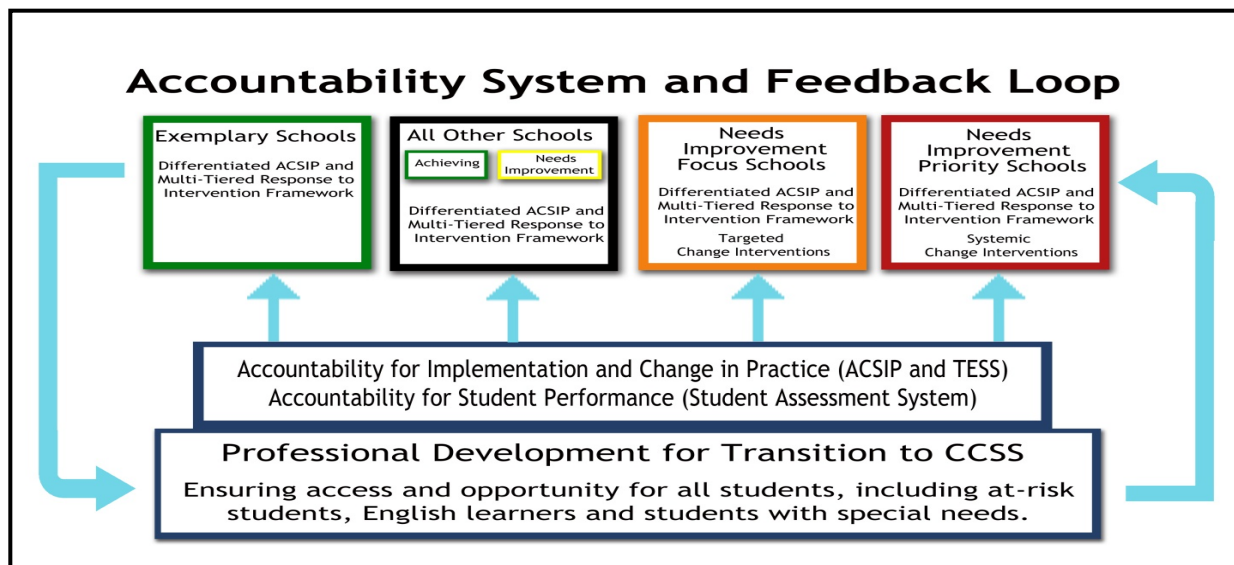 Accountability System and Feedback Loop
Exemplary Schools
Differentiated ACSIP and
Multi-Tiered Response to
Intervention Framework
All Other Schools
Achieving
Needs
Improvement
Differentiated ACSIP and
Multi-Tiered Response to
Intervention Framework
Needs
Improvement
Focus Schools
Differentiated ACSIP and
Multi-Tiered Response to
Intervention Framework
Targeted
Change Interventions
Needs
Improvement
Priority Schools
Differentiated ACSIP and
Multi-Tiered Response to
Intervention Framework
Systemic
Change Interventions
Accountability for Implementation and Change in Practice (ACSIP and TESS)
Accountability for Student Performance (Student Assessment System)
Professional Development for Transition to CCSS
Ensuring access and opportunity for all students, including at-risk
students, English learners and students with special needs.